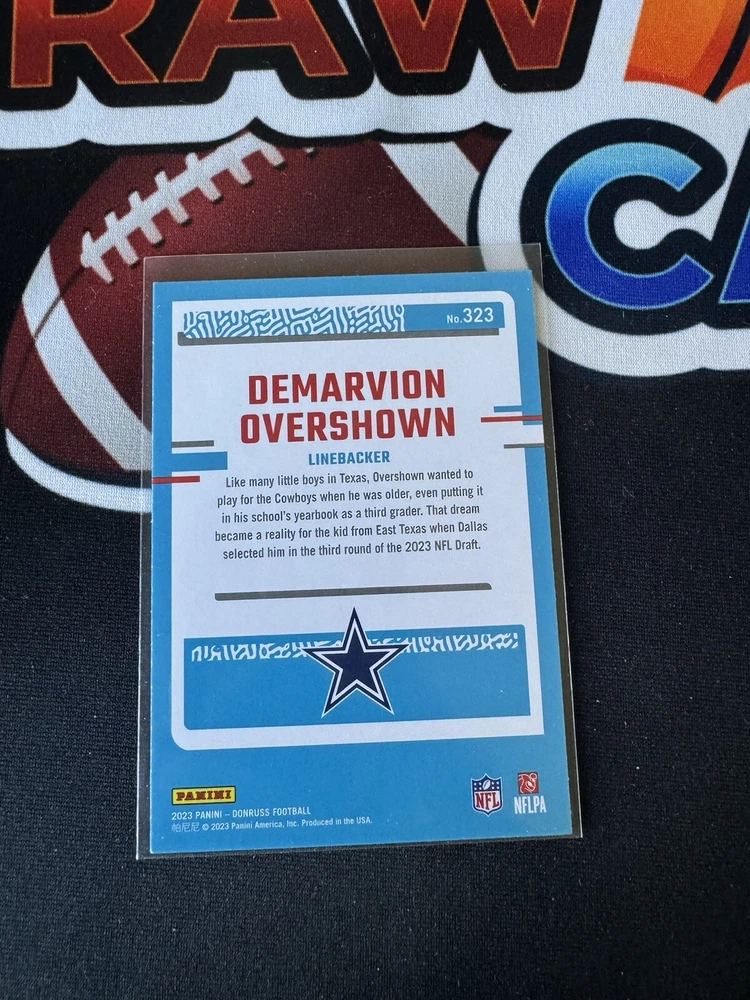 RAW
CA
No.323
DEMARVION
OVERSHOWN
LINEBACKER
Like many little boys in Texas, Overshown wanted to
play for the Cowboys when he was older, even putting it
in his school's yearbook as a third grader. That dream
became a reality for the kid from East Texas when Dallas
selected him in the third round of the 2023 NFL Draft.
PANINI
2023 PANINI – DONRUSS FOOTBALL
帕尼尼 © 2023 Panini America, Inc. Produced in the USA.
NFL
NFLPA